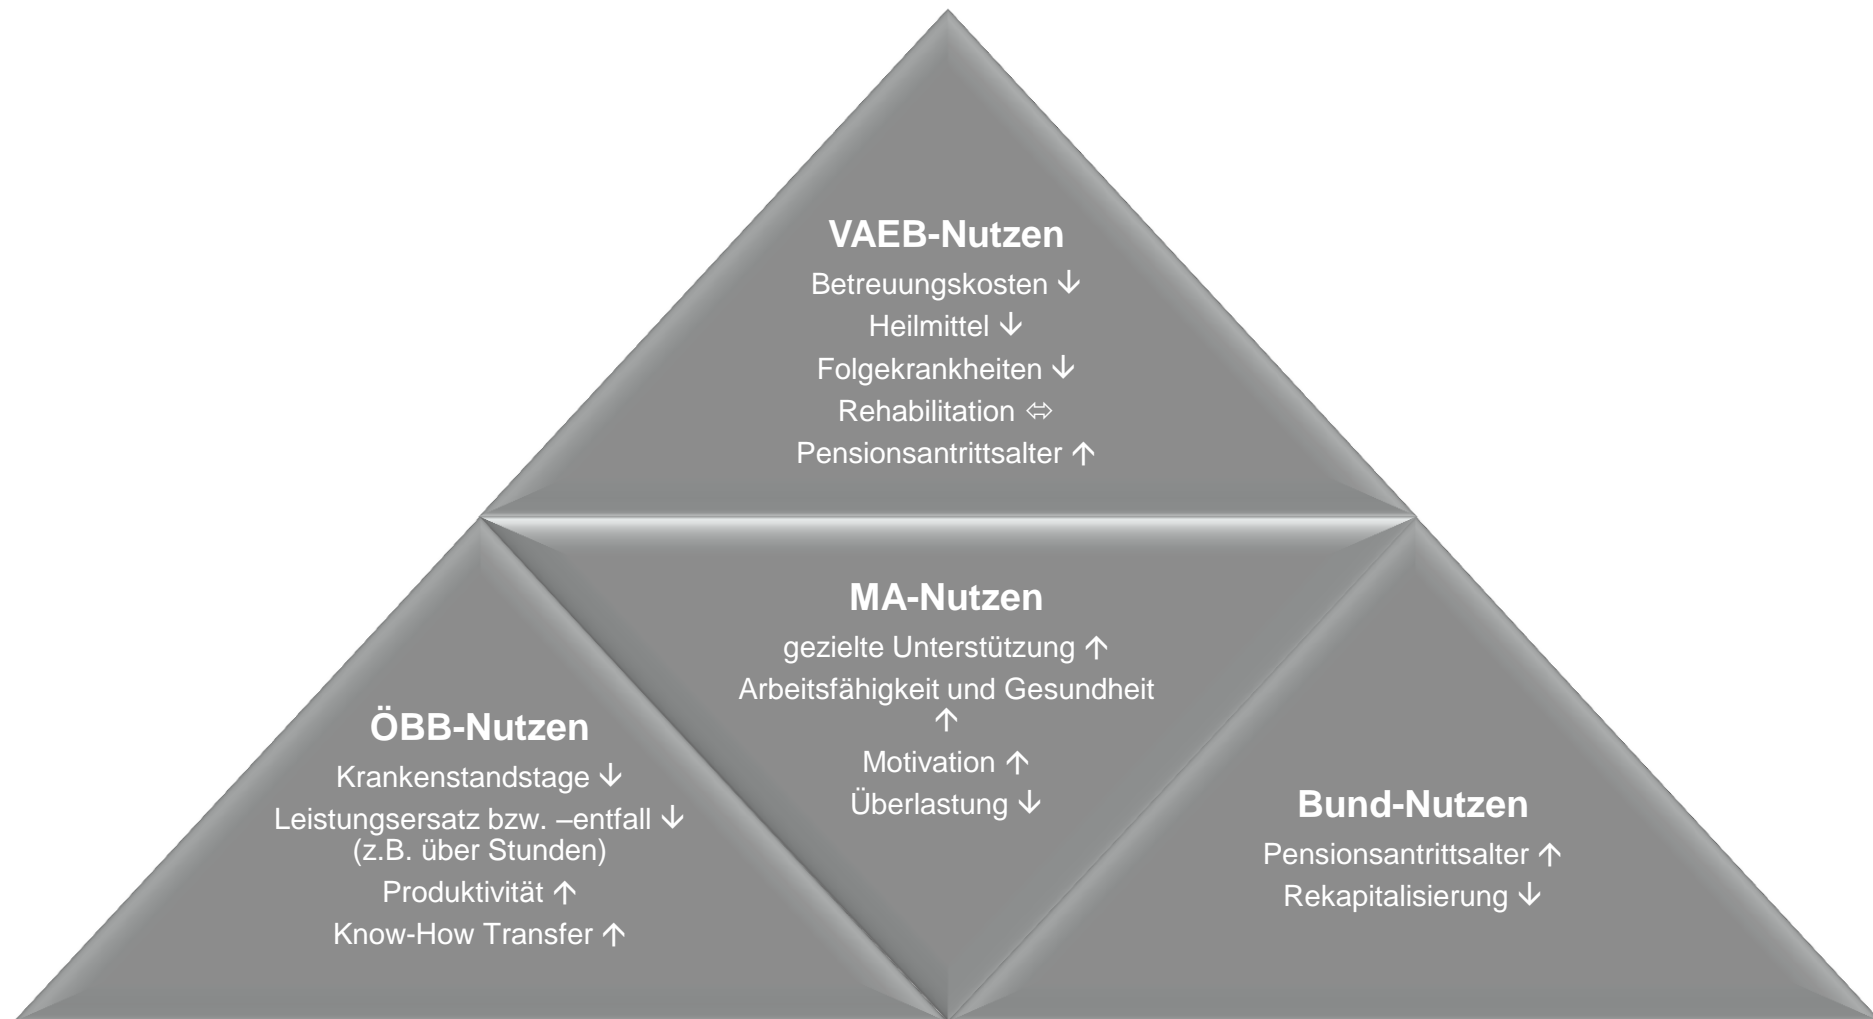 VAEB-Nutzen
Betreuungskosten ↓
Heilmittel ↓
Folgekrankheiten ↓
Rehabilitation ⬄
Pensionsantrittsalter ↑
MA-Nutzen
gezielte Unterstützung ↑
Arbeitsfähigkeit und Gesundheit
↑
Motivation ↑
Überlastung ↓
ÖBB-Nutzen
Krankenstandstage ↓
Leistungsersatz bzw. –entfall ↓
(z.B. über Stunden)
Produktivität ↑
Know-How Transfer ↑
Bund-Nutzen
Pensionsantrittsalter ↑
Rekapitalisierung ↓